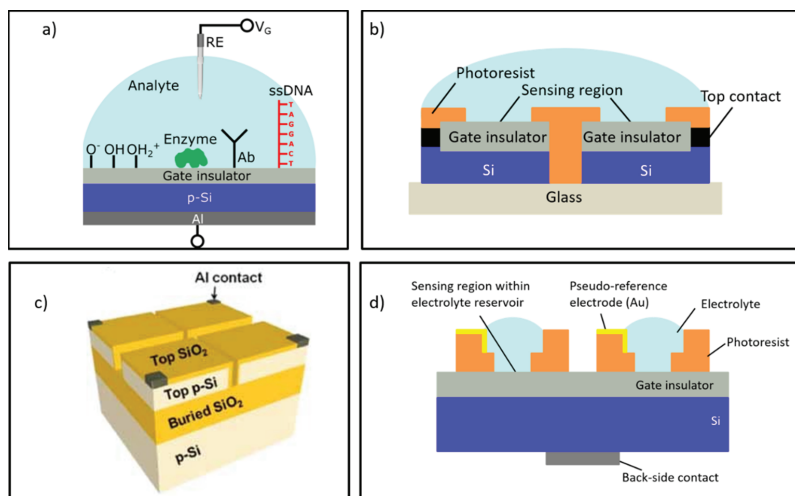 a)
V_G
RE
Analyte
ssDNA
T
A
G
G
A
C
T
O⁻ OH OH₂⁺
Enzyme
Ab
Gate insulator
p-Si
Al
b)
Photoresist
Sensing region
Top contact
Gate insulator Gate insulator
Si Si
Glass
c)
Al contact
Top SiO₂
Top p-Si
Buried SiO₂
p-Si
d)
Sensing region within
electrolyte reservoir
Pseudo-reference
electrode (Au)
Electrolyte
Photoresist
Gate insulator
Si
Back-side contact